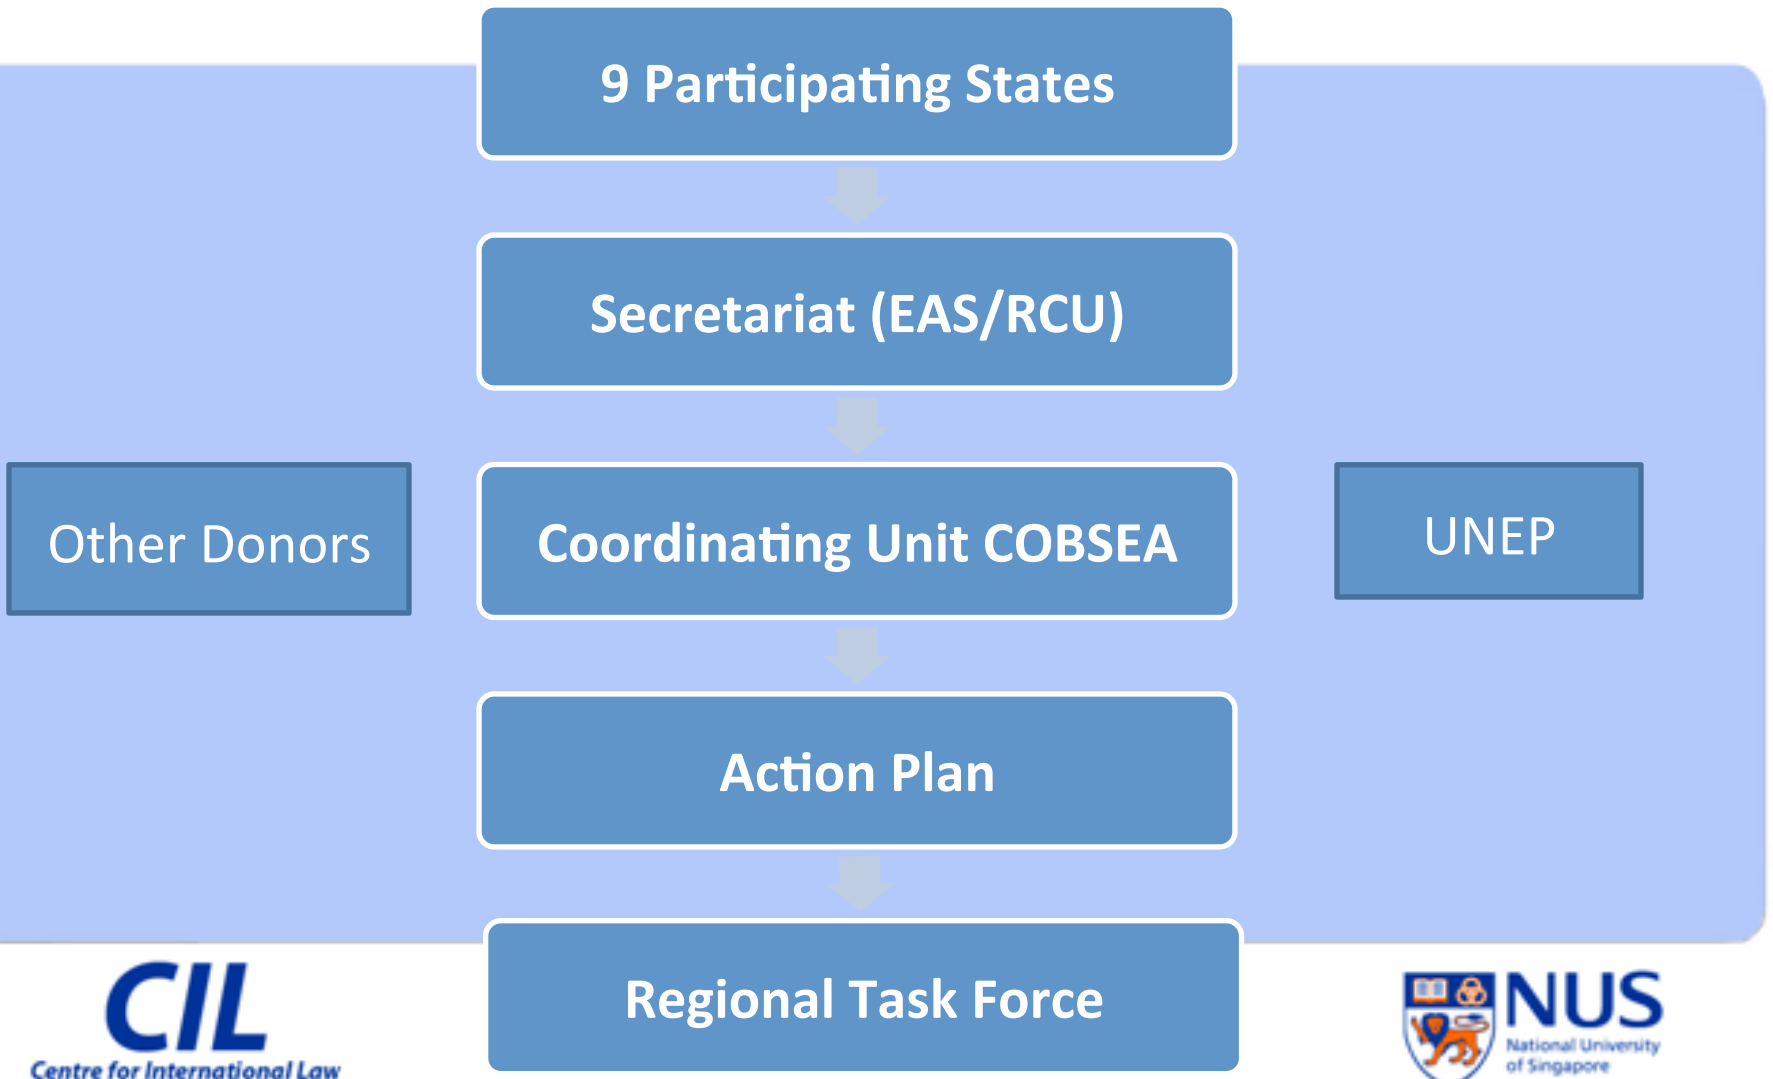 9 Participating States
Secretariat (EAS/RCU)
Other Donors
Coordinating Unit COBSEA
UNEP
Action Plan
Regional Task Force
CIL
Centre for International Law
NUS
National University
of Singapore